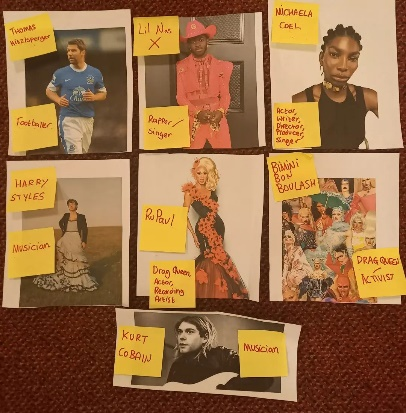 Thomas
Hitzlsperger
Footballer
Lil Nas
X
Rapper/
Singer
MICHAELA
COEL
Actor,
Writer,
Director,
Producer,
Singer
HARRY
STYLES
Musician
RuPaul
Drag Queen,
Actor,
Recording
Artist
BIMINI
BON
BOULASH
DRAG QUEEN
/
ACTIVIST
KURT
COBAIN
Musician